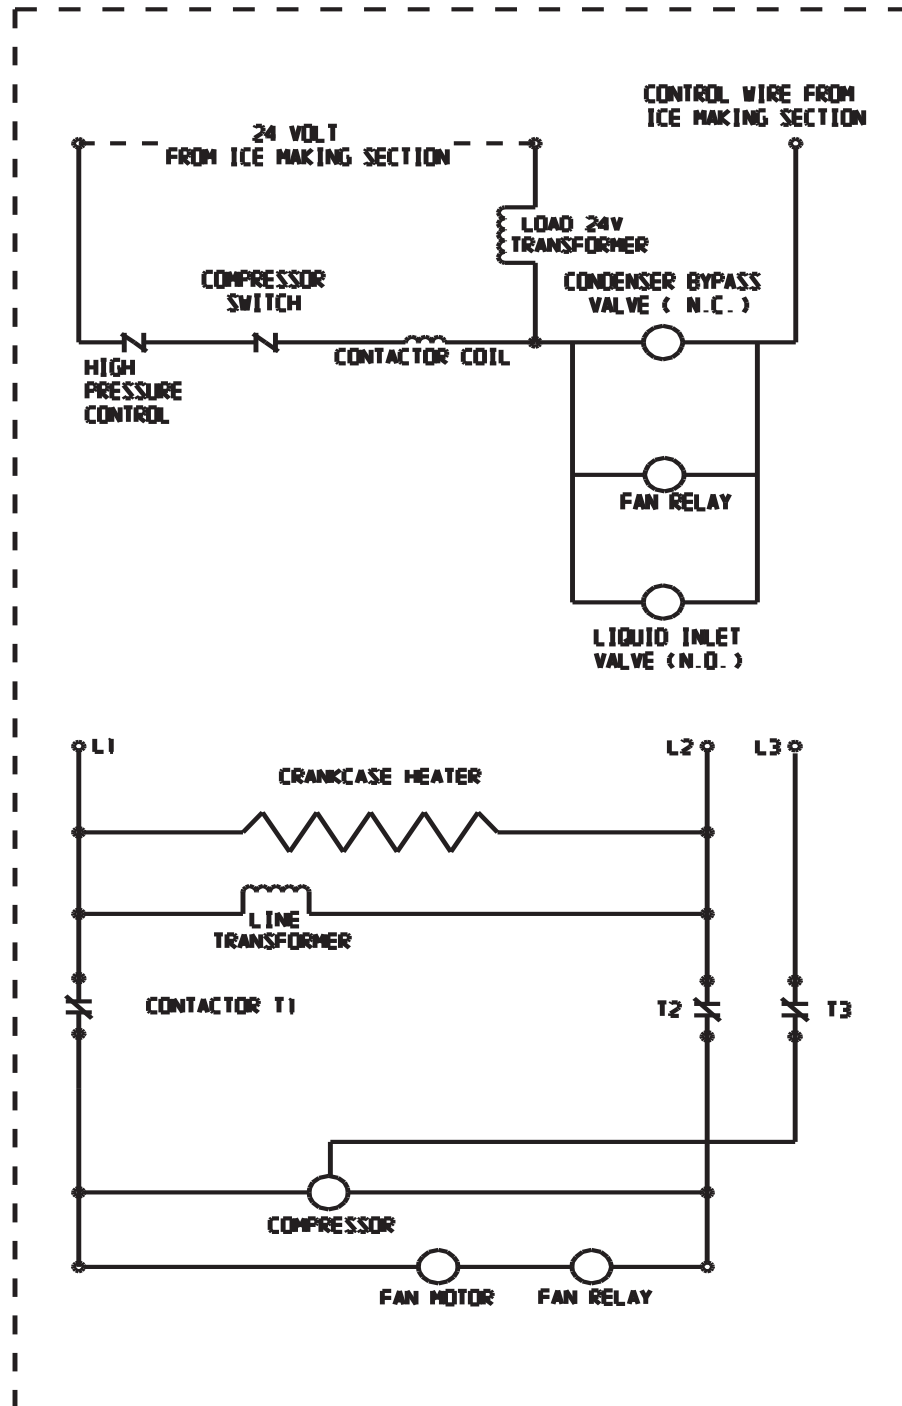 CONTROL WIRE FROM
ICE MAKING SECTION
24 VOLT
FROM ICE MAKING SECTION
LOAD 24V
TRANSFORMER
COMPRESSOR
SWITCH
CONDENSER BYPASS
VALVE ( N.C. )
CONTACTOR COIL
HIGH
PRESSURE
CONTROL
FAN RELAY
LIQUID INLET
VALVE (N.O. )
L1
L2
L3
CRANKCASE HEATER
LINE
TRANSFORMER
CONTACTOR T1
T2
T3
COMPRESSOR
FAN MOTOR
FAN RELAY